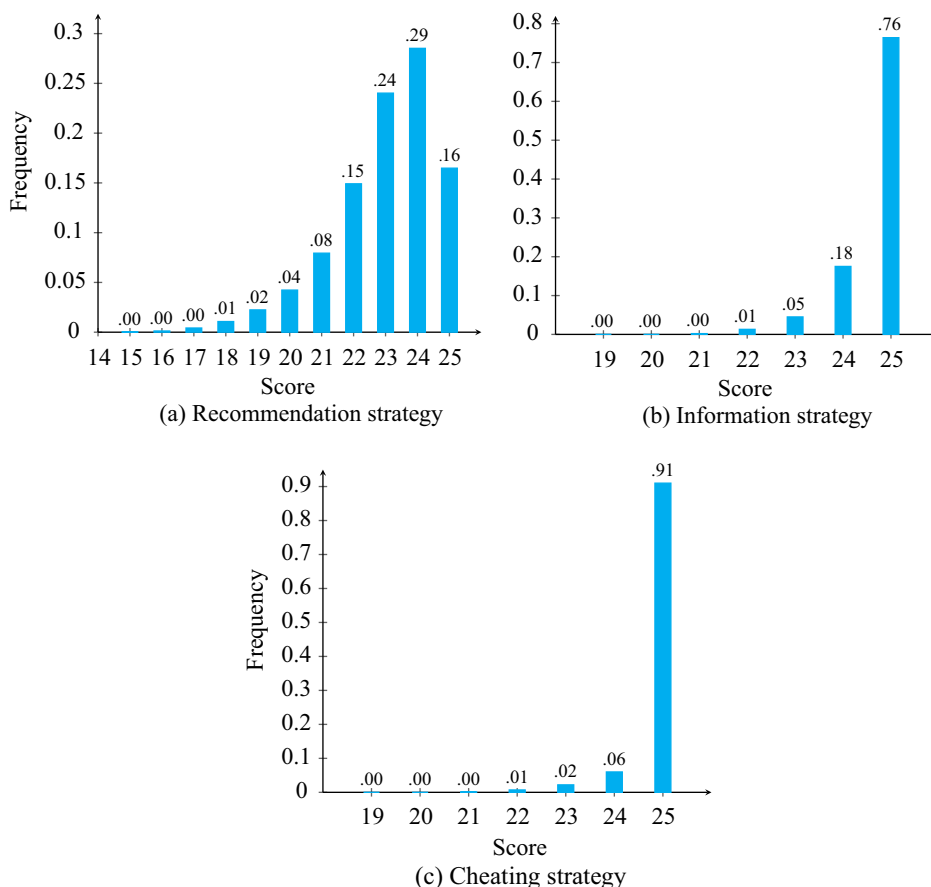 0.3
0.25
0.2
0.15
0.1
0.05
0
Frequency
.00 .00 .00 .01 .02 .04 .08 .15 .24 .29 .16
14 15 16 17 18 19 20 21 22 23 24 25
Score
(a) Recommendation strategy
0.8
0.7
0.6
0.5
0.4
0.3
0.2
0.1
0
.00 .00 .00 .01 .05 .18 .76
19 20 21 22 23 24 25
Score
(b) Information strategy
0.9
0.8
0.7
0.6
0.5
0.4
0.3
0.2
0.1
0
Frequency
.00 .00 .00 .01 .02 .06 .91
19 20 21 22 23 24 25
Score
(c) Cheating strategy